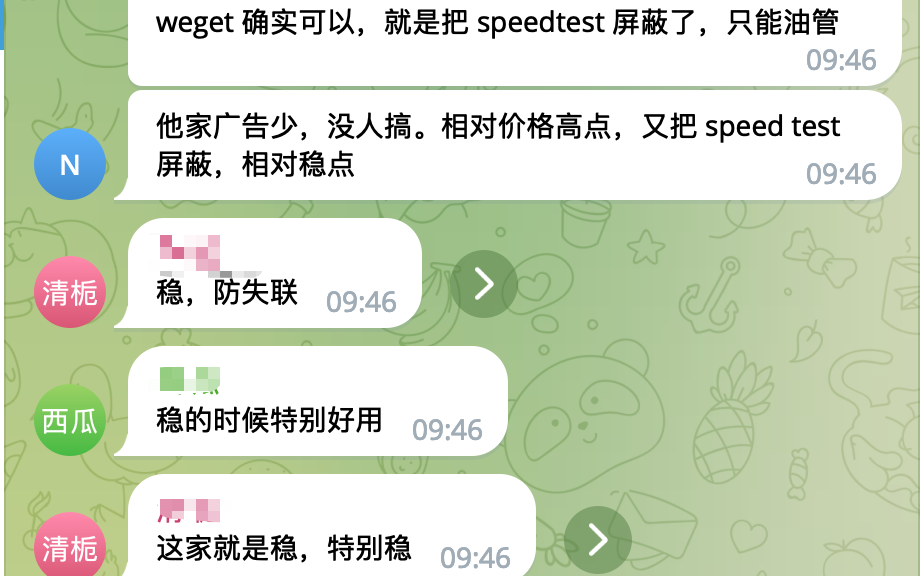 weget 确实可以，就是把 speedtest 屏蔽了，只能油管
09:46
他家广告少，没人搞。相对价格高点，又把 speed test
屏蔽，相对稳点
09:46
N
稳，防失联
09:46
清栀
稳的时候特别好用
09:46
西瓜
这家就是稳，特别稳
09:46
清栀